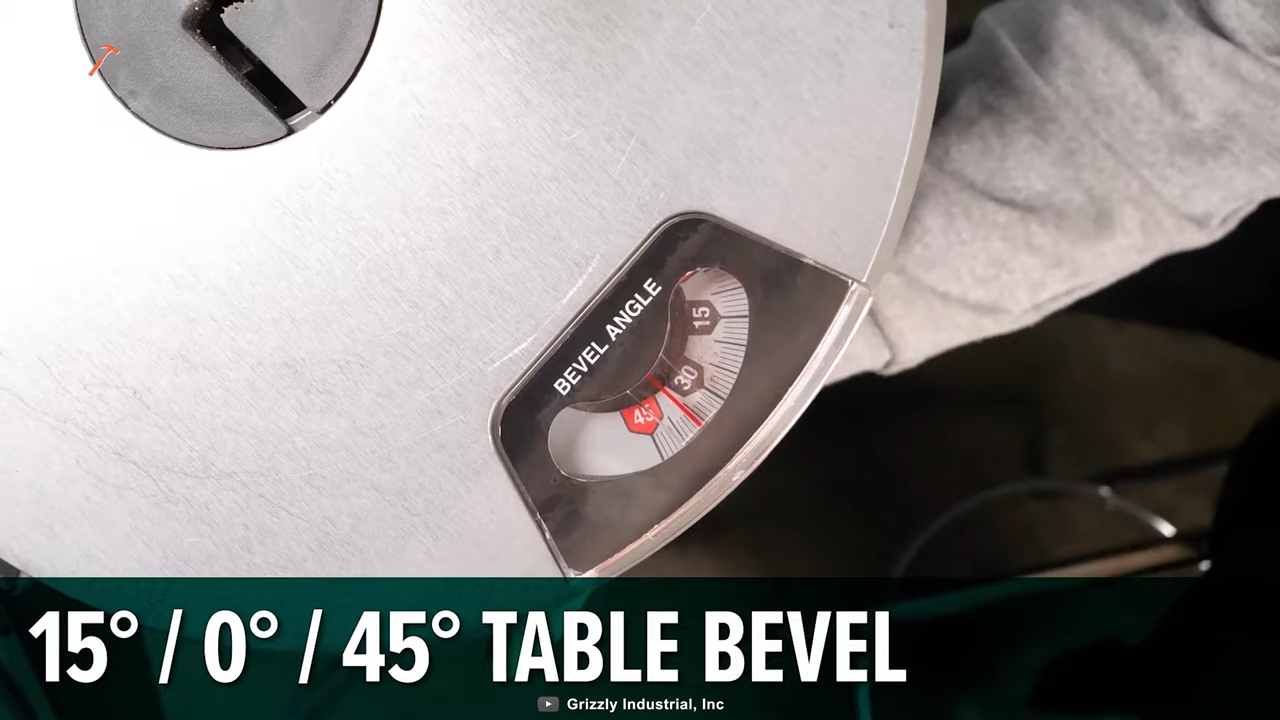 BEVEL ANGLE
15
30
45
15° / 0° / 45° TABLE BEVEL
Grizzly Industrial, Inc